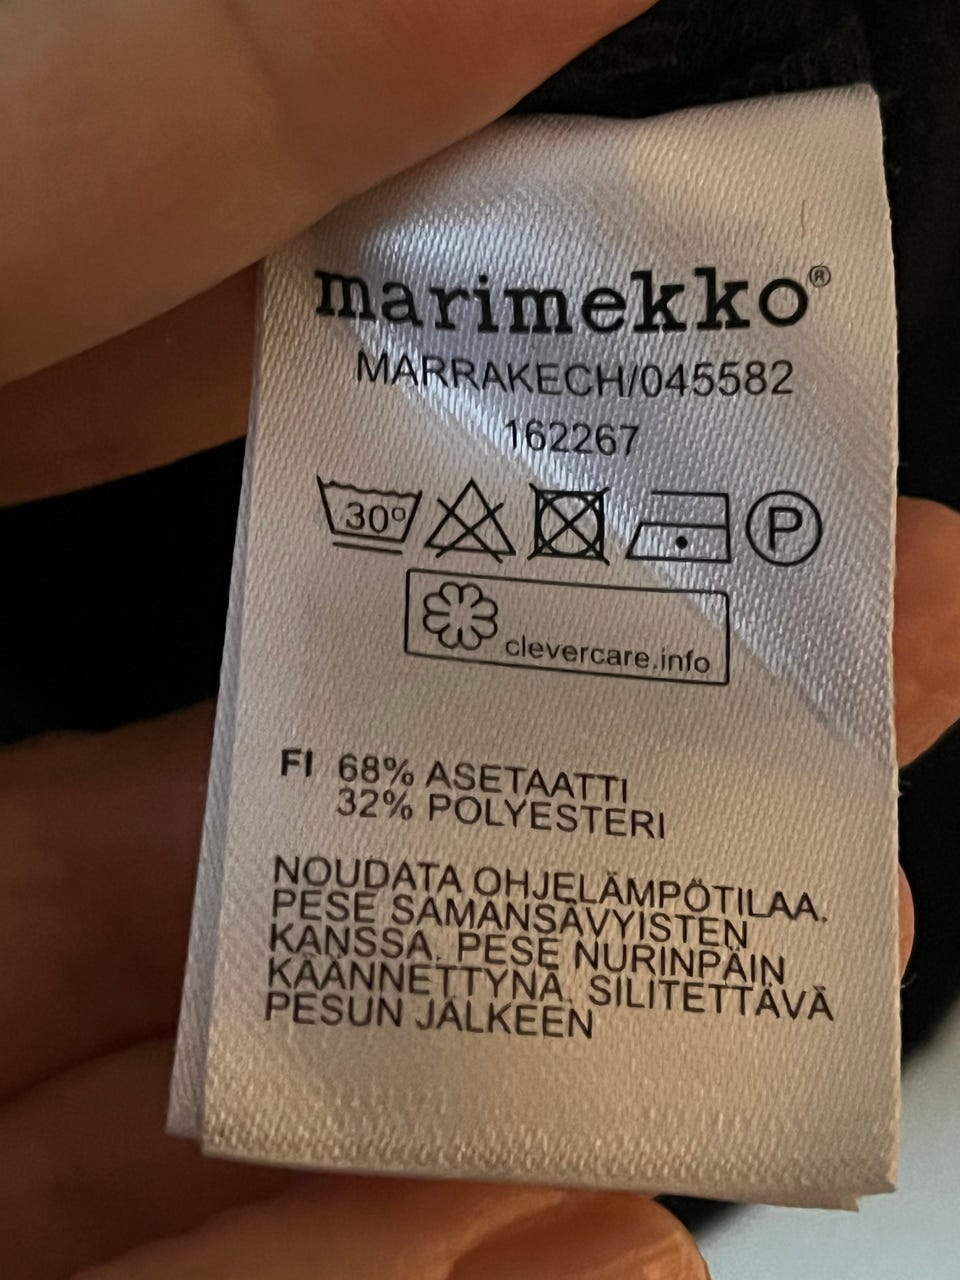 marimekko®
MARRAKECH/045582
162267
30° P
clevercare.info
FI 68% ASETAATTI
32% POLYESTERI
NOUDATA OHJELÄMPÖTILAA.
PESE SAMANSÄVYISTEN
KANSSA. PESE NURINPÄIN
KÄÄNNETTYNÄ. SILITETTÄVÄ
PESUN JÄLKEEN